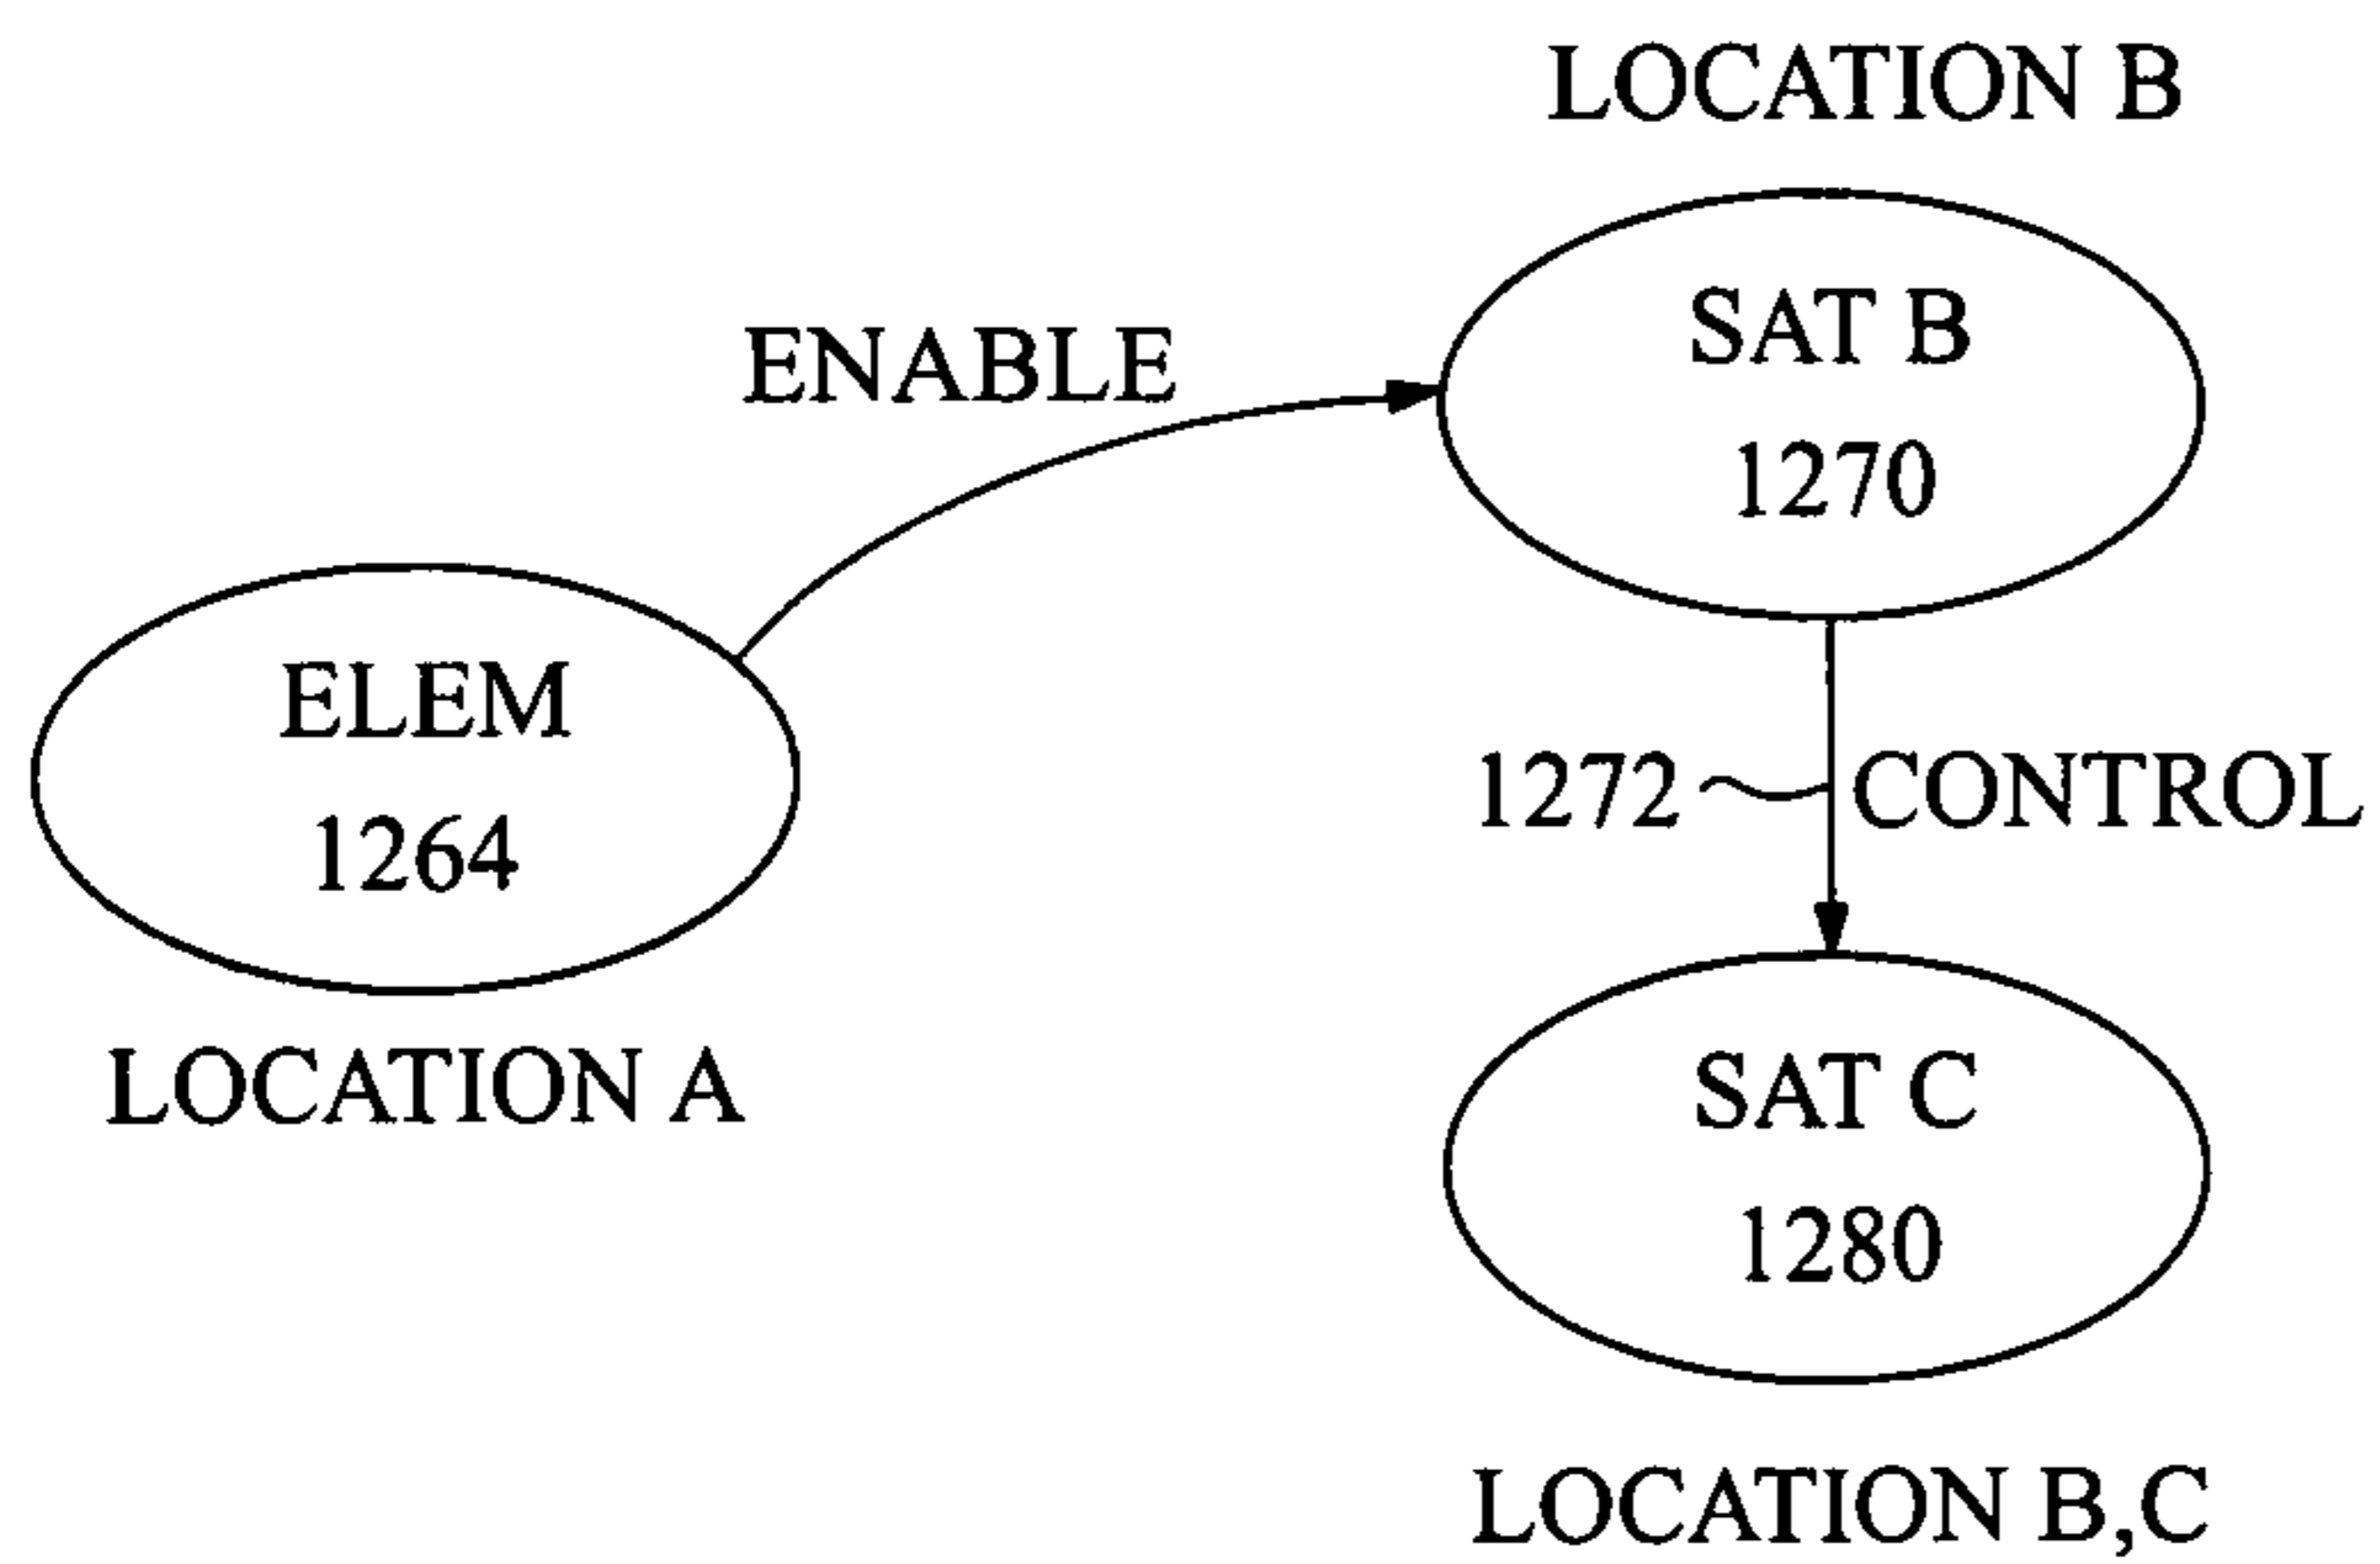 LOCATION B
SAT B
1270
ENABLE
ELEM
1264
LOCATION A
1272
CONTROL
SAT C
1280
LOCATION B,C